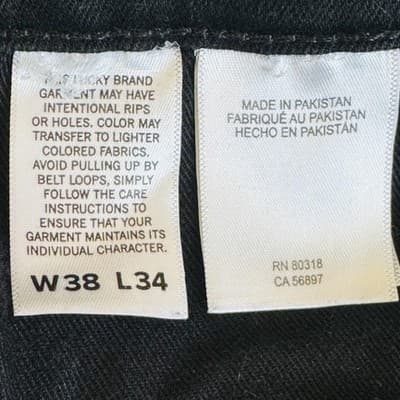 THIS LUCKY BRAND
GARMENT MAY HAVE
INTENTIONAL RIPS
OR HOLES. COLOR MAY
TRANSFER TO LIGHTER
COLORED FABRICS.
AVOID PULLING UP BY
BELT LOOPS, SIMPLY
FOLLOW THE CARE
INSTRUCTIONS TO
ENSURE THAT YOUR
GARMENT MAINTAINS ITS
INDIVIDUAL CHARACTER.
W38 L34
MADE IN PAKISTAN
FABRIQUÉ AU PAKISTAN
HECHO EN PAKISTÁN
RN 80318
CA 56897